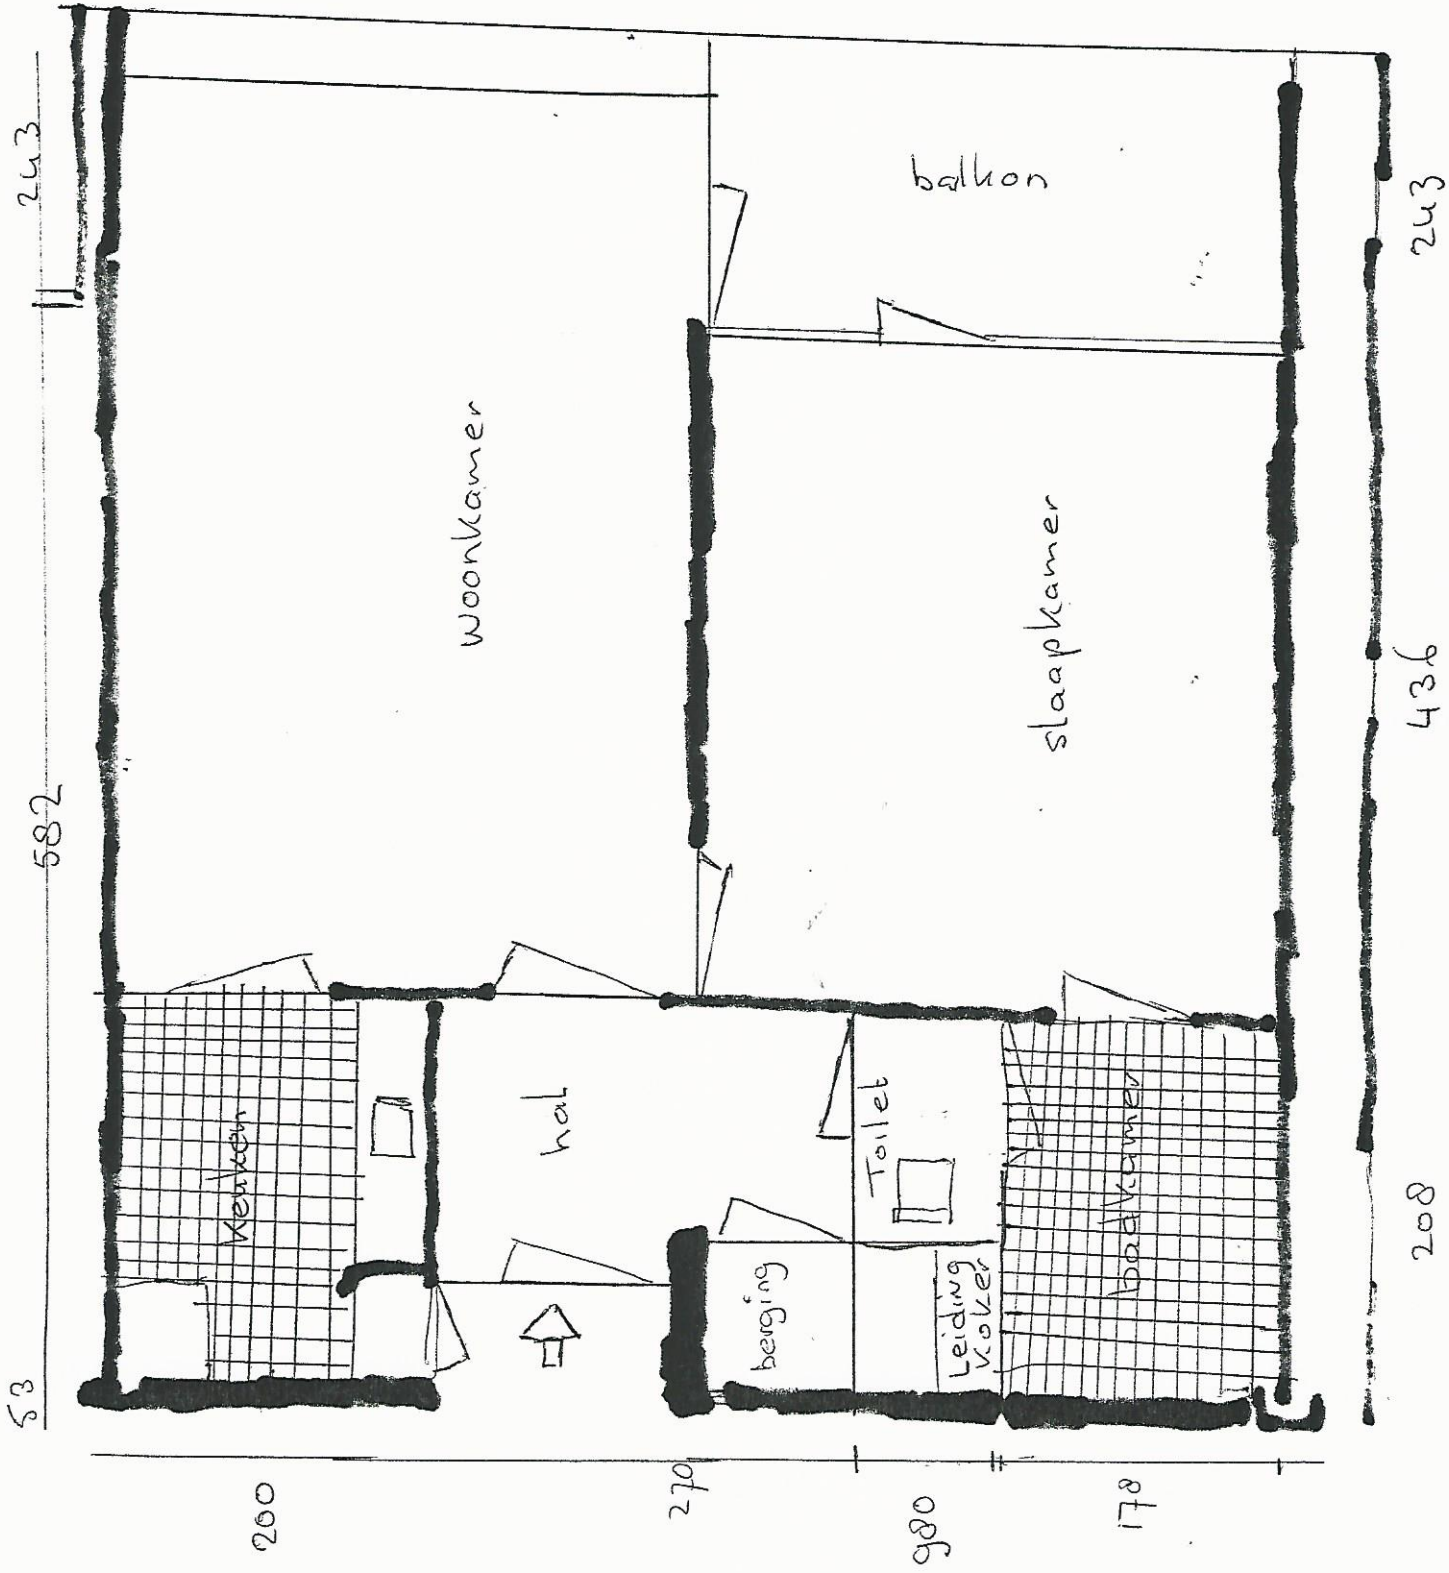 243
582
53
balkon
243
woonkamer
slaapkamer
436
keuken
hal
Toilet
badkamer
208
berging
Leiding
Koker
200
270
980
178